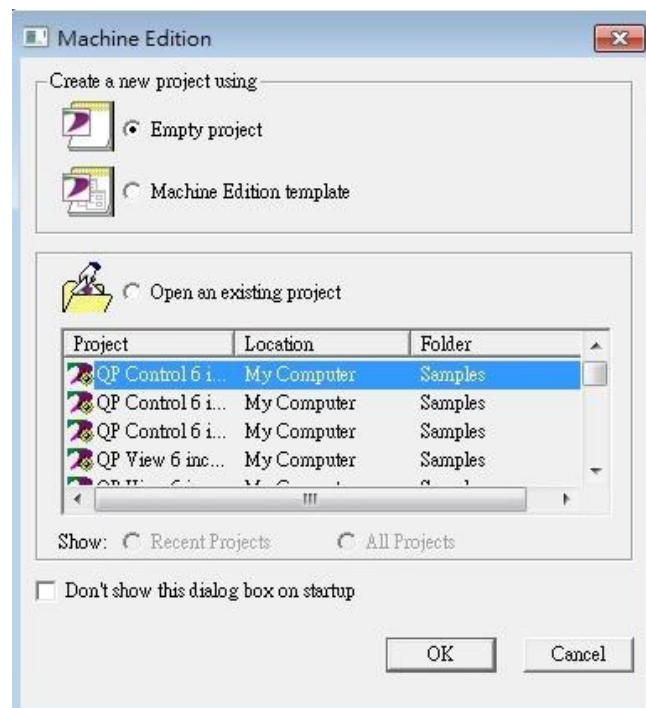 Machine Edition
Create a new project using
Empty project
Machine Edition template
Open an existing project
Project Location Folder
QP Control 6 i... My Computer Samples
QP Control 6 i... My Computer Samples
QP Control 6 i... My Computer Samples
QP View 6 inc... My Computer Samples
Show: Recent Projects All Projects
Don't show this dialog box on startup
OK Cancel